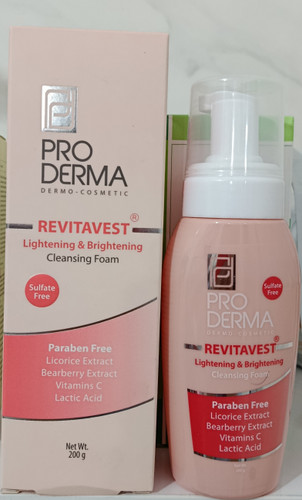 PRO
DERMA
DERMO-COSMETIC
REVITAVEST®
Lightening & Brightening
Cleansing Foam
Sulfate
Free
Paraben Free
Licorice Extract
Bearberry Extract
Vitamins C
Lactic Acid
Net Wt.
200 g
PRO
DERMA
DERMO-COSMETIC
REVITAVEST®
Lightening & Brightening
Cleansing Foam
Sulfate
Free
Paraben Free
Licorice Extract
Bearberry Extract
Vitamins C
Lactic Acid